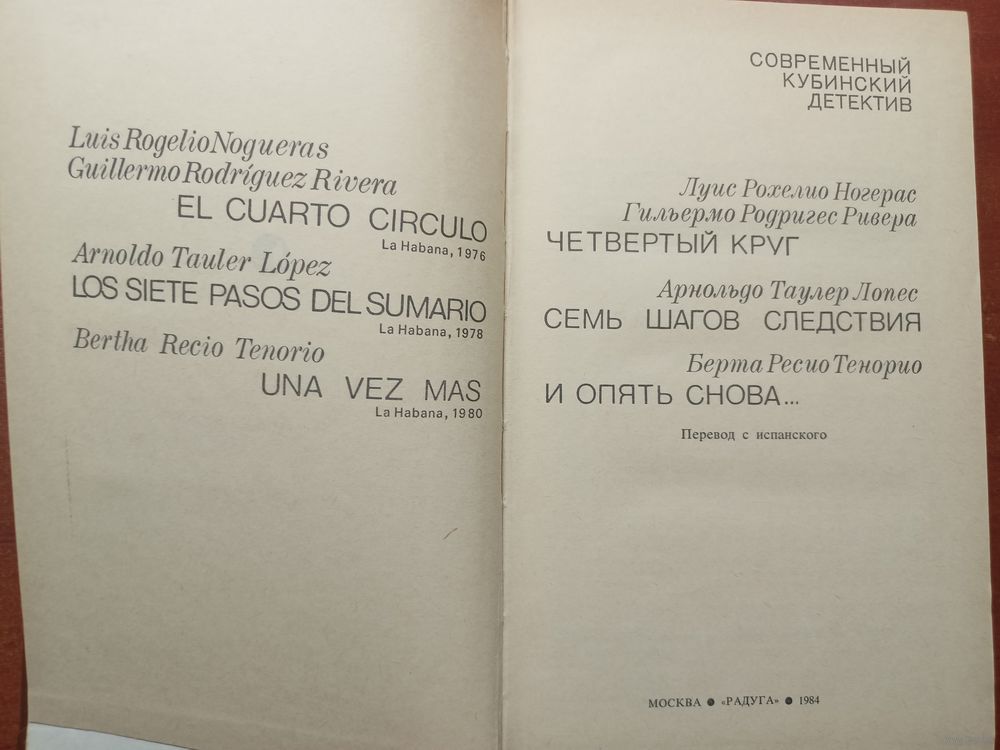 Luis Rogelio Nogueras
Guillermo Rodríguez Rivera
EL CUARTO CIRCULO
La Habana, 1976
Arnoldo Tauler López
LOS SIETE PASOS DEL SUMARIO
La Habana, 1978
Bertha Recio Tenorio
UNA VEZ MAS
La Habana, 1980
СОВРЕМЕННЫЙ
КУБИНСКИЙ
ДЕТЕКТИВ
Луис Рохелио Ногерас
Гильермо Родригес Ривера
ЧЕТВЕРТЫЙ КРУГ
Арнольдо Таулер Лопес
СЕМЬ ШАГОВ СЛЕДСТВИЯ
Берта Ресио Тенорио
И ОПЯТЬ СНОВА...
Перевод с испанского
МОСКВА ● «РАДУГА» ● 1984